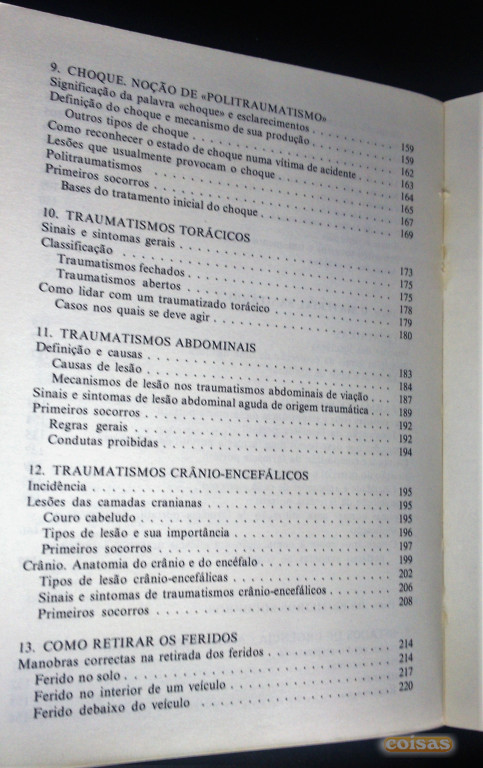 9. CHOQUE. NOÇÃO DE «POLITRAUMATISMO»
Significação da palavra «choque» e esclarecimentos . . . . . . . . . . 159
Definição do choque e mecanismo de sua produção . . . . . . . . . . 159
Outros tipos de choque . . . . . . . . . . 162
Como reconhecer o estado de choque numa vítima de acidente . . . . 163
Lesões que usualmente provocam o choque . . . . . . . . . . 164
Politraumatismos . . . . . . . . . . 165
Primeiros socorros . . . . . . . . . . 167
Bases do tratamento inicial do choque . . . . . . . . . . 169
10. TRAUMATISMOS TORÁCICOS
Sinais e sintomas gerais . . . . . . . . . . 173
Classificação . . . . . . . . . . 175
Traumatismos fechados . . . . . . . . . . 175
Traumatismos abertos . . . . . . . . . . 178
Como lidar com um traumatizado torácico . . . . . . . . . . 179
Casos nos quais se deve agir . . . . . . . . . . 180
11. TRAUMATISMOS ABDOMINAIS
Definição e causas . . . . . . . . . . 183
Causas de lesão . . . . . . . . . . 184
Mecanismos de lesão nos traumatismos abdominais de viação . . . 187
Sinais e sintomas de lesão abdominal aguda de origem traumática . . 189
Primeiros socorros . . . . . . . . . . 192
Regras gerais . . . . . . . . . . 192
Condutas proibidas . . . . . . . . . . 194
12. TRAUMATISMOS CRÂNIO-ENCEFÁLICOS
Incidência . . . . . . . . . . 195
Lesões das camadas cranianas . . . . . . . . . . 195
Couro cabeludo . . . . . . . . . . 195
Tipos de lesão e sua importância . . . . . . . . . . 196
Primeiros socorros . . . . . . . . . . 197
Crânio. Anatomia do crânio e do encéfalo . . . . . . . . . . 199
Tipos de lesão crânio-encefálicas . . . . . . . . . . 202
Sinais e sintomas de traumatismos crânio-encefálicos . . . . . . 206
Primeiros socorros . . . . . . . . . . 208
13. COMO RETIRAR OS FERIDOS
Manobras correctas na retirada dos feridos . . . . . . . . . . 214
Ferido no solo . . . . . . . . . . 214
Ferido no interior de um veículo . . . . . . . . . . 217
Ferido debaixo do veículo . . . . . . . . . . 220
coisas